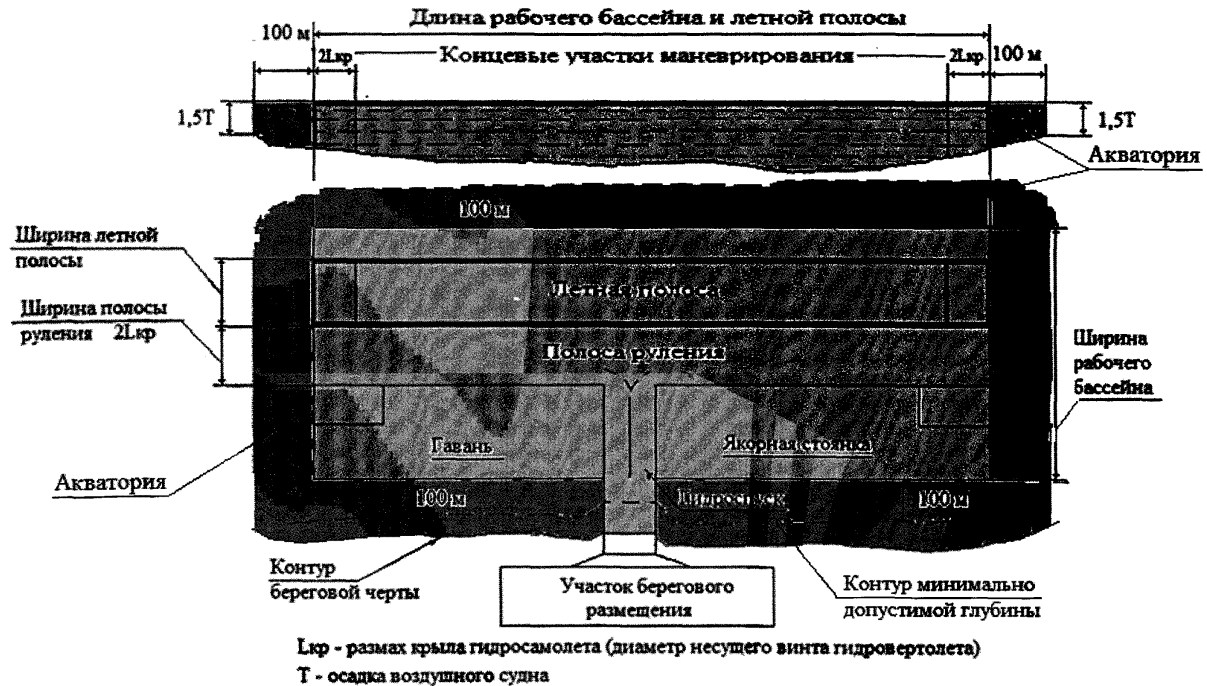 Длина рабочего бассейна и летной полосы
100 м
2Lкр
Концевые участки маневрирования
2Lкр
100 м
1,5Т
1,5Т
Акватория
100 м
Ширина летной
полосы
Летная полоса
Ширина полосы
руления 2Lкр
Полоса руления
Ширина
рабочего
бассейна
Гавань
Якорная стоянка
Акватория
100 м
Гидроспуск
100 м
Контур
береговой черты
Участок берегового
размещения
Контур минимально
допустимой глубины
Lкр - размах крыла гидросамолета (диаметр несущего винта гидровертолета)
Т - осадка воздушного судна